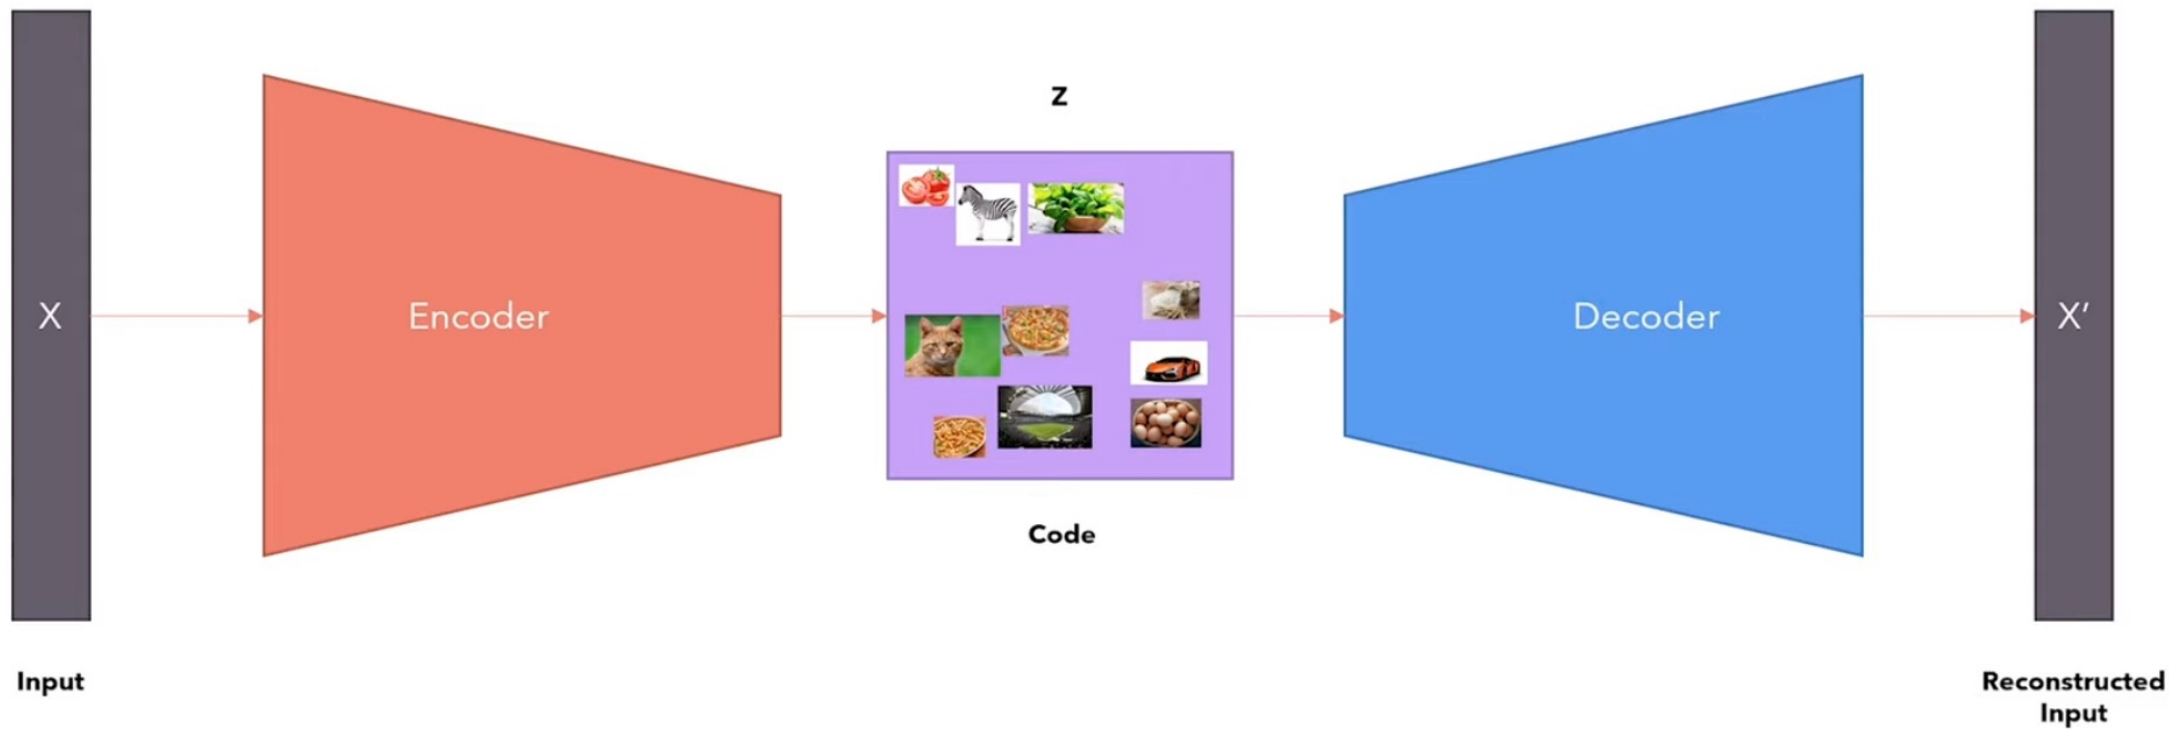 Z
X
Encoder
Decoder
X'
Code
Input
Reconstructed
Input